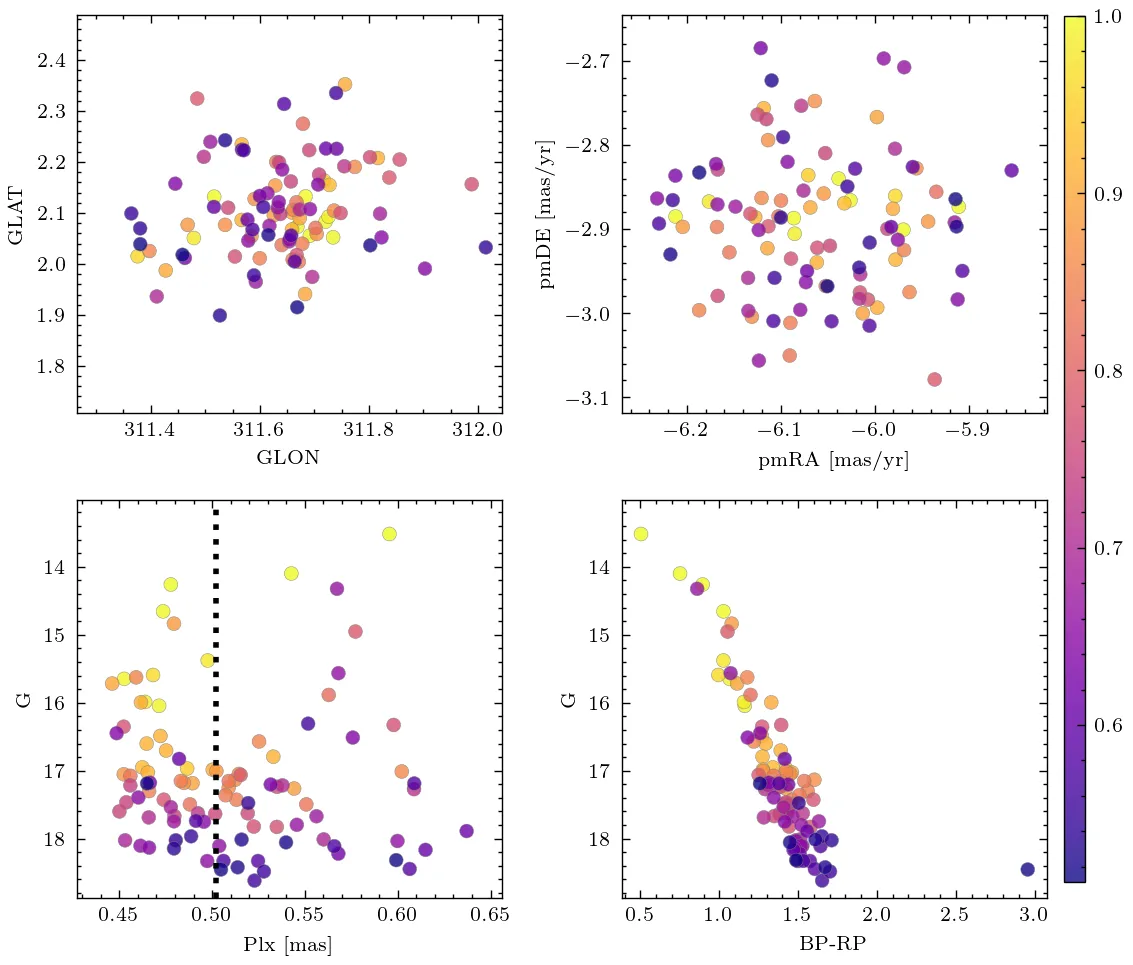 2.4
2.3
2.2
2.1
2.0
1.9
1.8
GLAT
311.4 311.6 311.8 312.0
GLON
−2.7
−2.8
−2.9
−3.0
−3.1
pmDE [mas/yr]
−6.2 −6.1 −6.0 −5.9
pmRA [mas/yr]
1.0
0.9
0.8
0.7
0.6
14
15
16
17
18
G
0.45 0.50 0.55 0.60 0.65
Plx [mas]
14
15
16
17
18
G
0.5 1.0 1.5 2.0 2.5 3.0
BP-RP